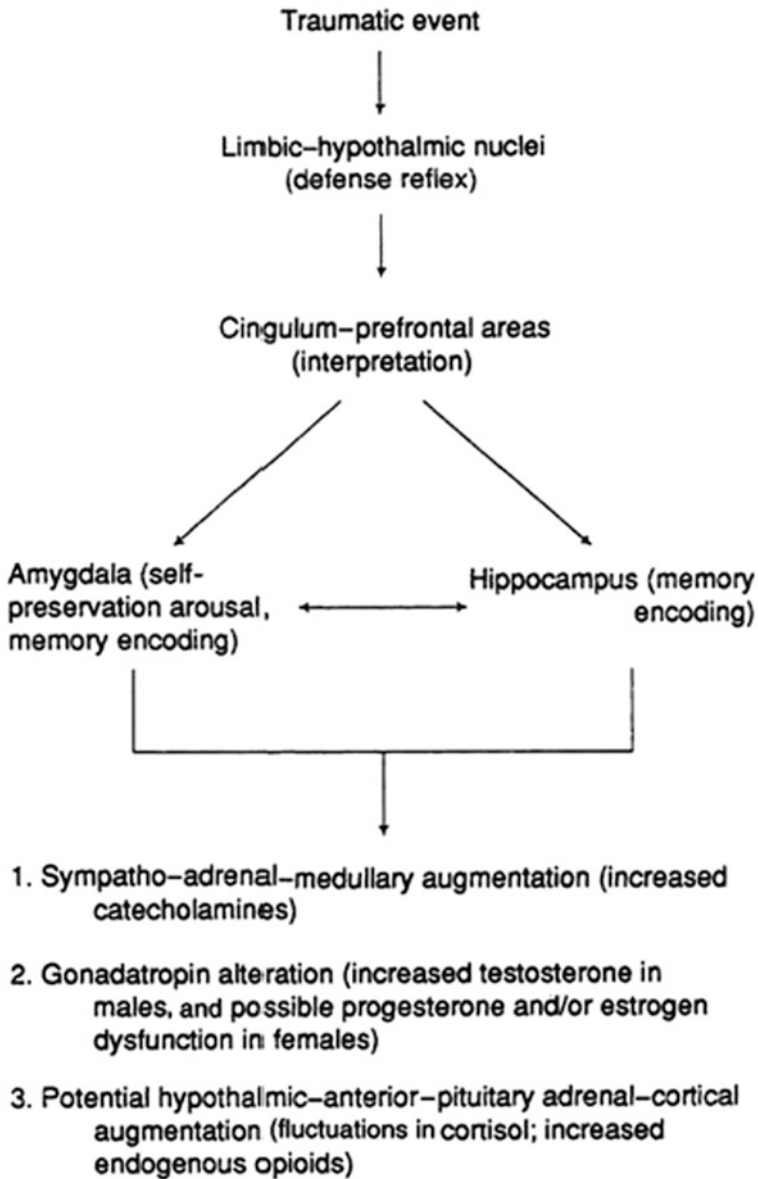 Traumatic event
Limbic–hypothalmic nuclei
(defense reflex)
Cingulum–prefrontal areas
(interpretation)
Amygdala (self-
preservation arousal,
memory encoding)
Hippocampus (memory
encoding)
1. Sympatho–adrenal–medullary augmentation (increased
catecholamines)
2. Gonadatropin alteration (increased testosterone in
males, and possible progesterone and/or estrogen
dysfunction in females)
3. Potential hypothalmic–anterior–pituitary adrenal–cortical
augmentation (fluctuations in cortisol; increased
endogenous opioids)